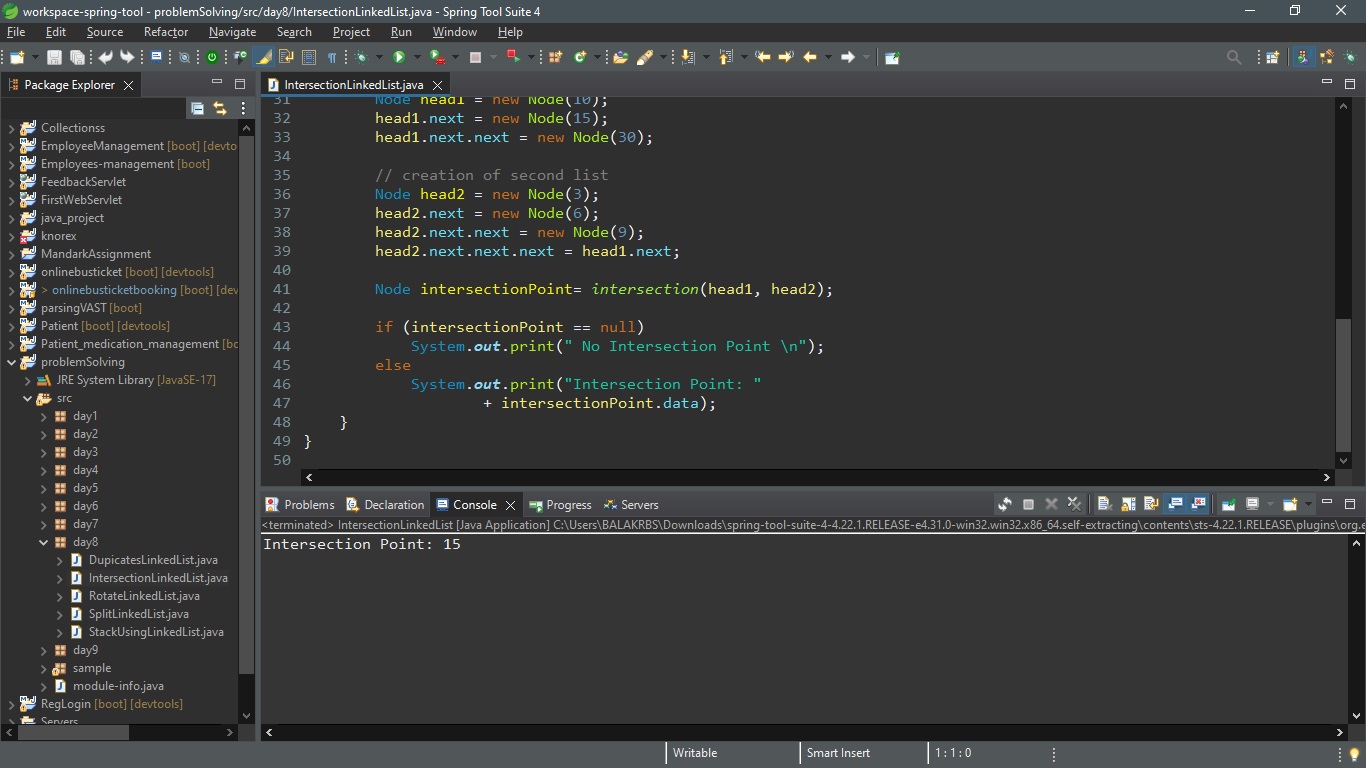 workspace-spring-tool - problemSolving/src/day8/IntersectionLinkedList.java - Spring Tool Suite 4
File Edit Source Refactor Navigate Search Project Run Window Help
Package Explorer
Collectionss
EmployeeManagement [boot] [devto
Employees-management [boot]
FeedbackServlet
FirstWebServlet
java_project
knorex
MandarkAssignment
onlinebusticket [boot] [devtools]
> onlinebusticketbooking [boot] [dev
parsingVAST [boot]
Patient [boot] [devtools]
Patient_medication_management [bo
problemSolving
JRE System Library [JavaSE-17]
src
day1
day2
day3
day4
day5
day6
day7
day8
DupicatesLinkedList.java
IntersectionLinkedList.java
RotateLinkedList.java
SplitLinkedList.java
StackUsingLinkedList.java
day9
sample
module-info.java
RegLogin [boot] [devtools]
Servers
IntersectionLinkedList.java
31 Node head1 = new Node(10);
32 head1.next = new Node(15);
33 head1.next.next = new Node(30);
34
35 // creation of second list
36 Node head2 = new Node(3);
37 head2.next = new Node(6);
38 head2.next.next = new Node(9);
39 head2.next.next.next = head1.next;
40
41 Node intersectionPoint= intersection(head1, head2);
42
43 if (intersectionPoint == null)
44 System.out.print(" No Intersection Point \n");
45 else
46 System.out.print("Intersection Point: "
47 + intersectionPoint.data);
48 }
49 }
50
Problems Declaration Console Progress Servers
<terminated> IntersectionLinkedList [Java Application] C:\Users\BALAKRBS\Downloads\spring-tool-suite-4-4.22.1.RELEASE-e4.31.0-win32.win32.x86_64.self-extracting\contents\sts-4.22.1.RELEASE\plugins\org.e
Intersection Point: 15
Writable Smart Insert 1 : 1 : 0